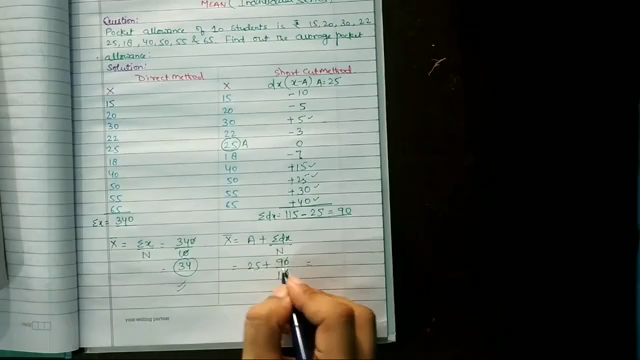 MEAN (Individual Series)
Question:
Pocket allowance of 10 students is ₹ 15, 20, 30, 22
25, 18, 40, 50, 55 & 65. Find out the average pocket
allowance.
Solution:
Direct Method
X
15
20
30
22
25
18
40
50
55
65
Σx = 340
X̄ = Σx/N = 340/10
= 34
Short Cut Method
X dx (x-A) A=25
15 -10
20 -5
30 +5 ✓
22 -3
25 A 0
18 -7
40 +15 ✓
50 +25 ✓
55 +30 ✓
65 +40 ✓
Σdx = 115 - 25 = 90
X̄ = A + Σdx/N
= 25 + 90/10 =
your writing partner